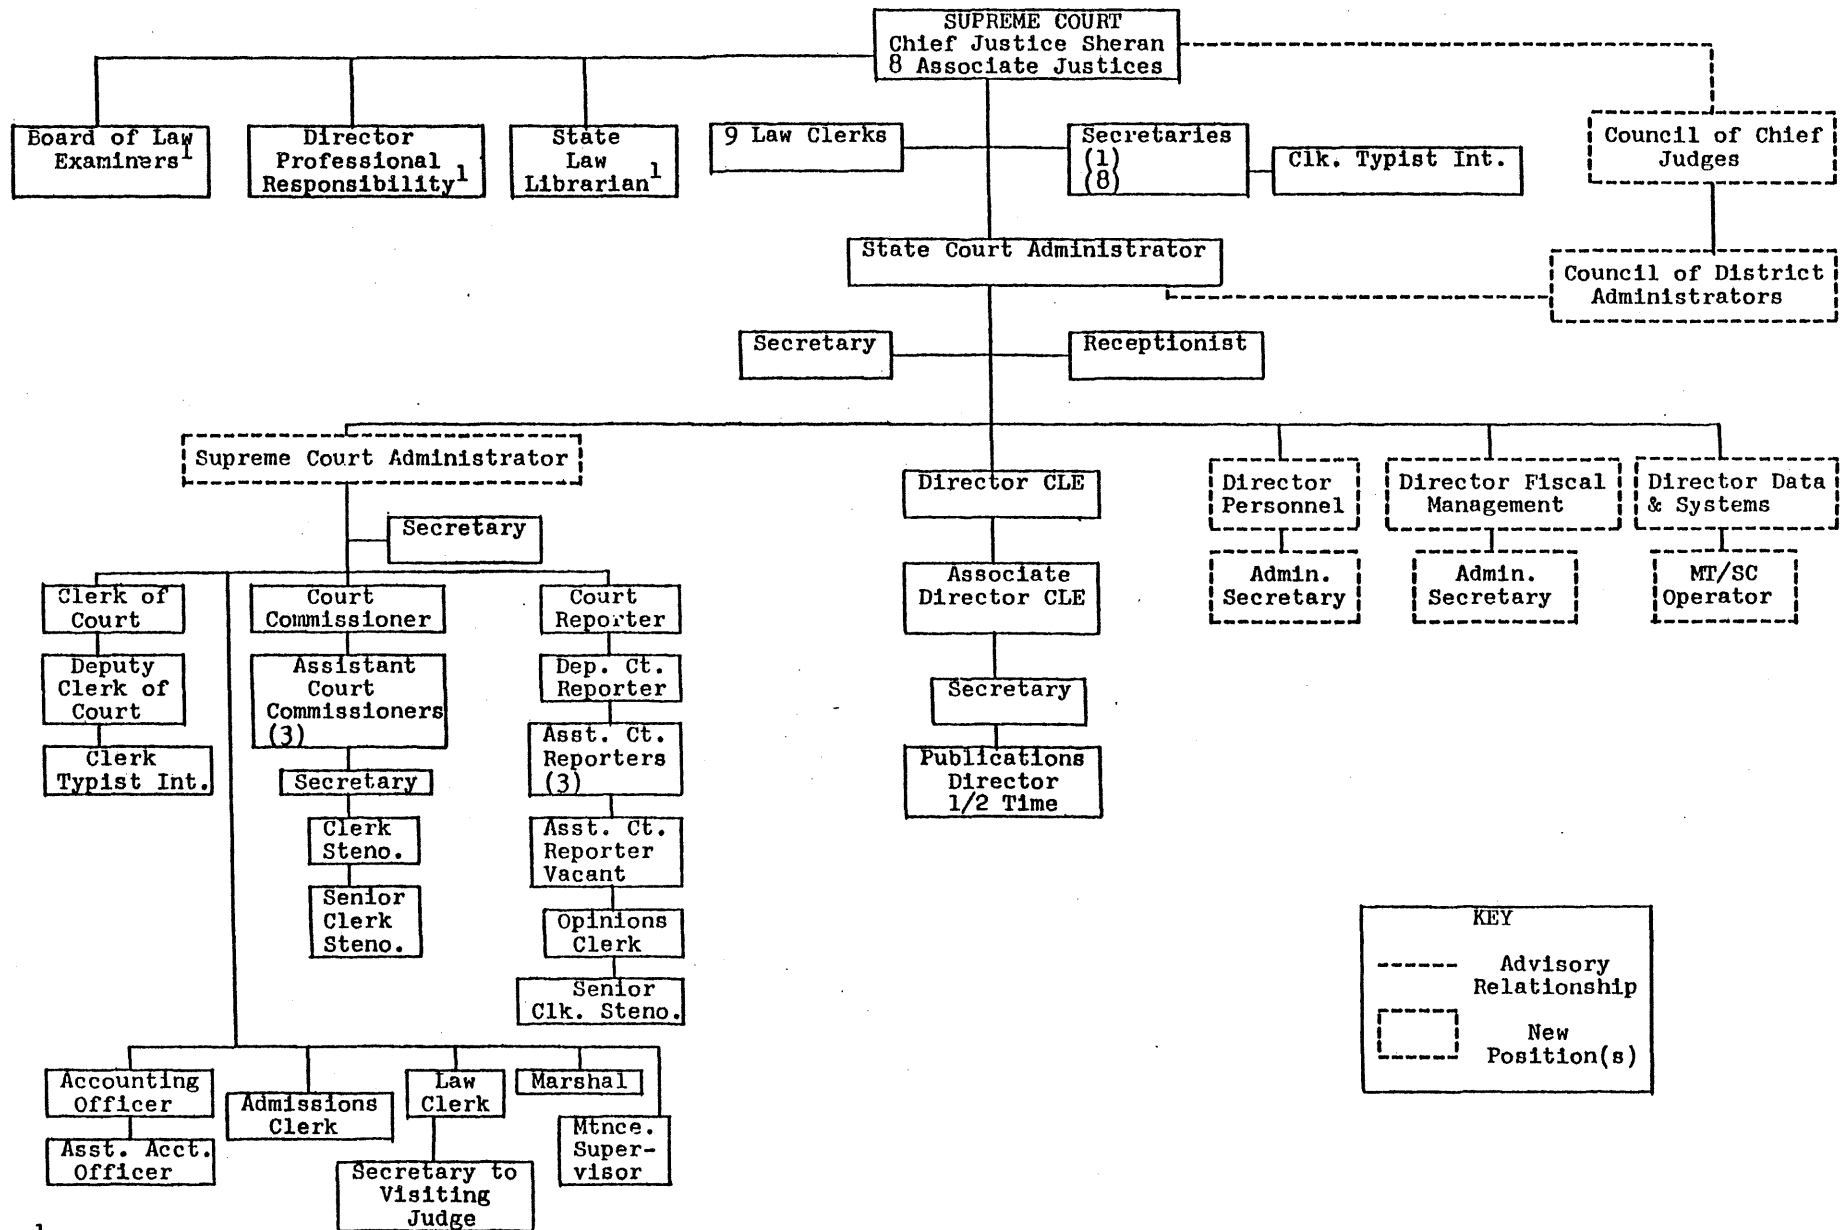 SUPREME COURT
Chief Justice Sheran
8 Associate Justices
Board of Law
Examiners1
Director
Professional
Responsibility1
State
Law
Librarian1
9 Law Clerks
Secretaries
(1)
(8)
Clk. Typist Int.
Council of Chief
Judges
State Court Administrator
Council of District
Administrators
Secretary
Receptionist
Supreme Court Administrator
Secretary
Director CLE
Director
Personnel
Director Fiscal
Management
Director Data
& Systems
Associate
Director CLE
Admin.
Secretary
Admin.
Secretary
MT/SC
Operator
Secretary
Publications
Director
1/2 Time
Clerk of
Court
Deputy
Clerk of
Court
Clerk
Typist Int.
Court
Commissioner
Assistant
Court
Commissioners
(3)
Secretary
Clerk
Steno.
Senior
Clerk
Steno.
Court
Reporter
Dep. Ct.
Reporter
Asst. Ct.
Reporters
(3)
Asst. Ct.
Reporter
Vacant
Opinions
Clerk
Senior
Clk. Steno.
Accounting
Officer
Asst. Acct.
Officer
Admissions
Clerk
Law
Clerk
Secretary to
Visiting
Judge
Marshal
Mtnce.
Super-
visor
KEY
Advisory
Relationship
New
Position(s)
1